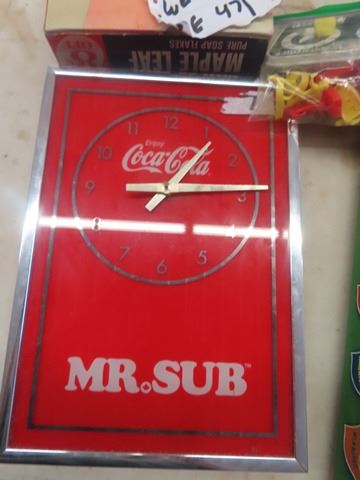 471
MAPLE LEAF
PURE SOAP FLAKES
Enjoy
Coca-Cola
12
1
2
3
4
5
6
7
8
9
10
11
MR. SUB